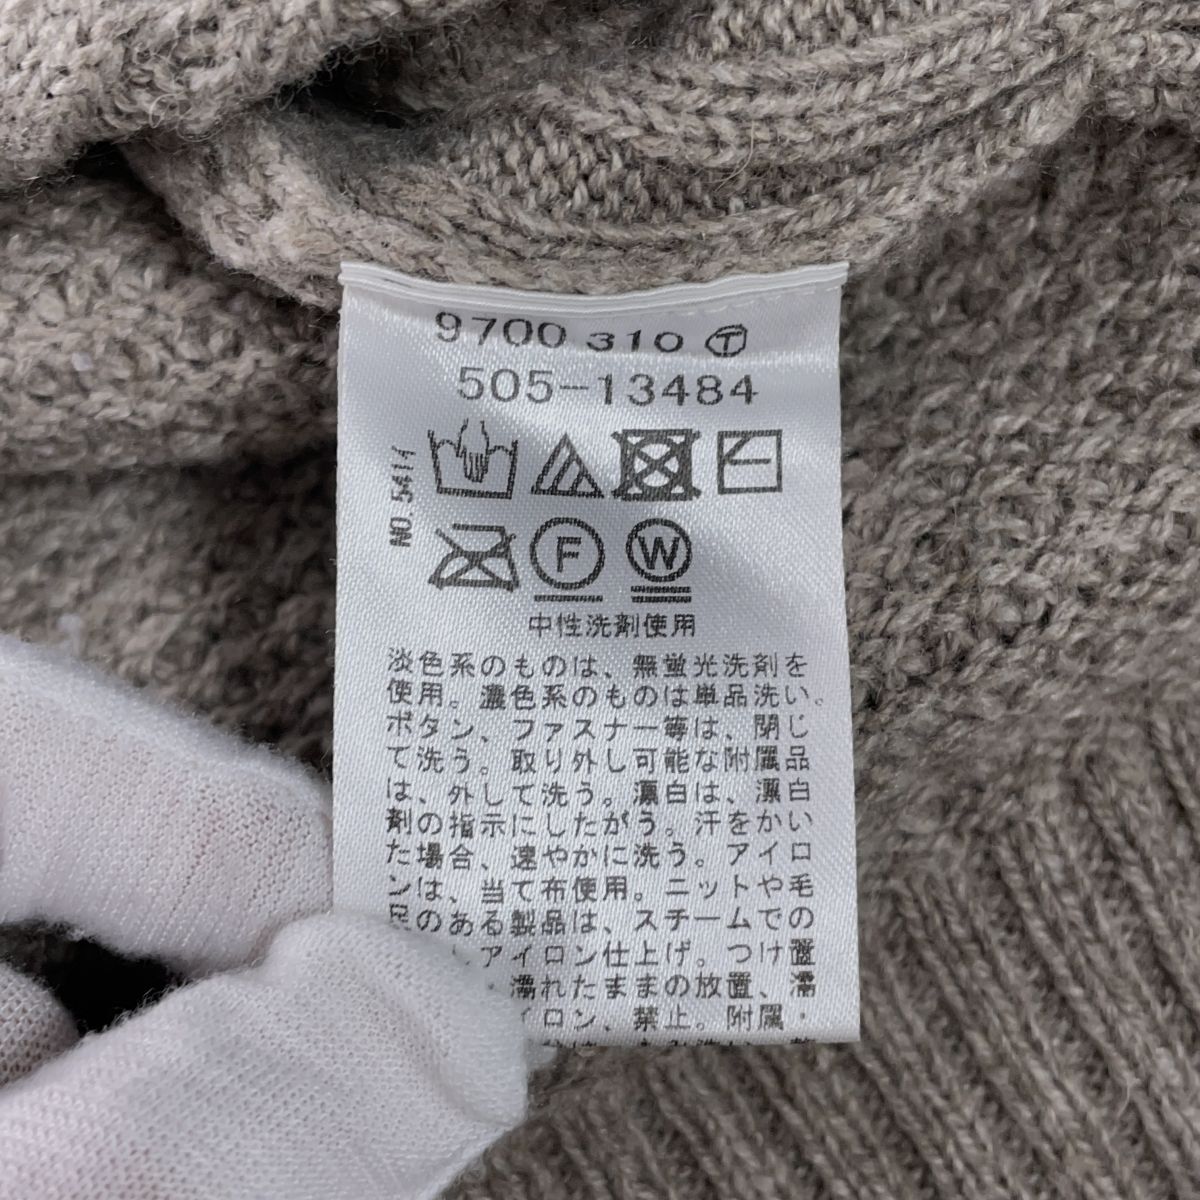 9700 310 Ⓣ
505-13484
NO.5414
F W
中性洗剤使用
淡色系のものは、無蛍光洗剤を
使用。濃色系のものは単品洗い。
ボタン、ファスナー等は、閉じ
て洗う。取り外し可能な附属品
は、外して洗う。漂白は、漂白
剤の指示にしたがう。汗をかい
た場合、速やかに洗う。アイロ
ンは、当て布使用。ニットや毛
足のある製品は、スチームでの
しアイロン仕上げ。つけ置
・濡れたままの放置、濡
イロン、禁止。附属・